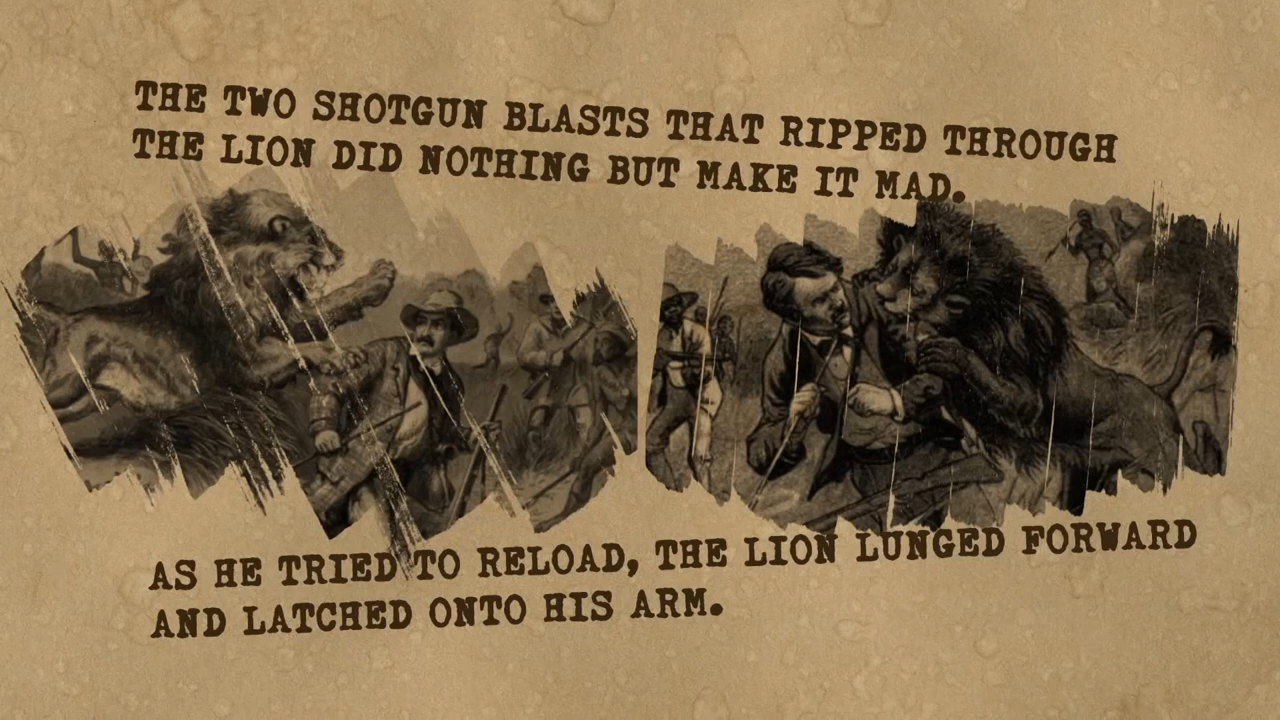 THE TWO SHOTGUN BLASTS THAT RIPPED THROUGH
THE LION DID NOTHING BUT MAKE IT MAD.
AS HE TRIED TO RELOAD, THE LION LUNGED FORWARD
AND LATCHED ONTO HIS ARM.